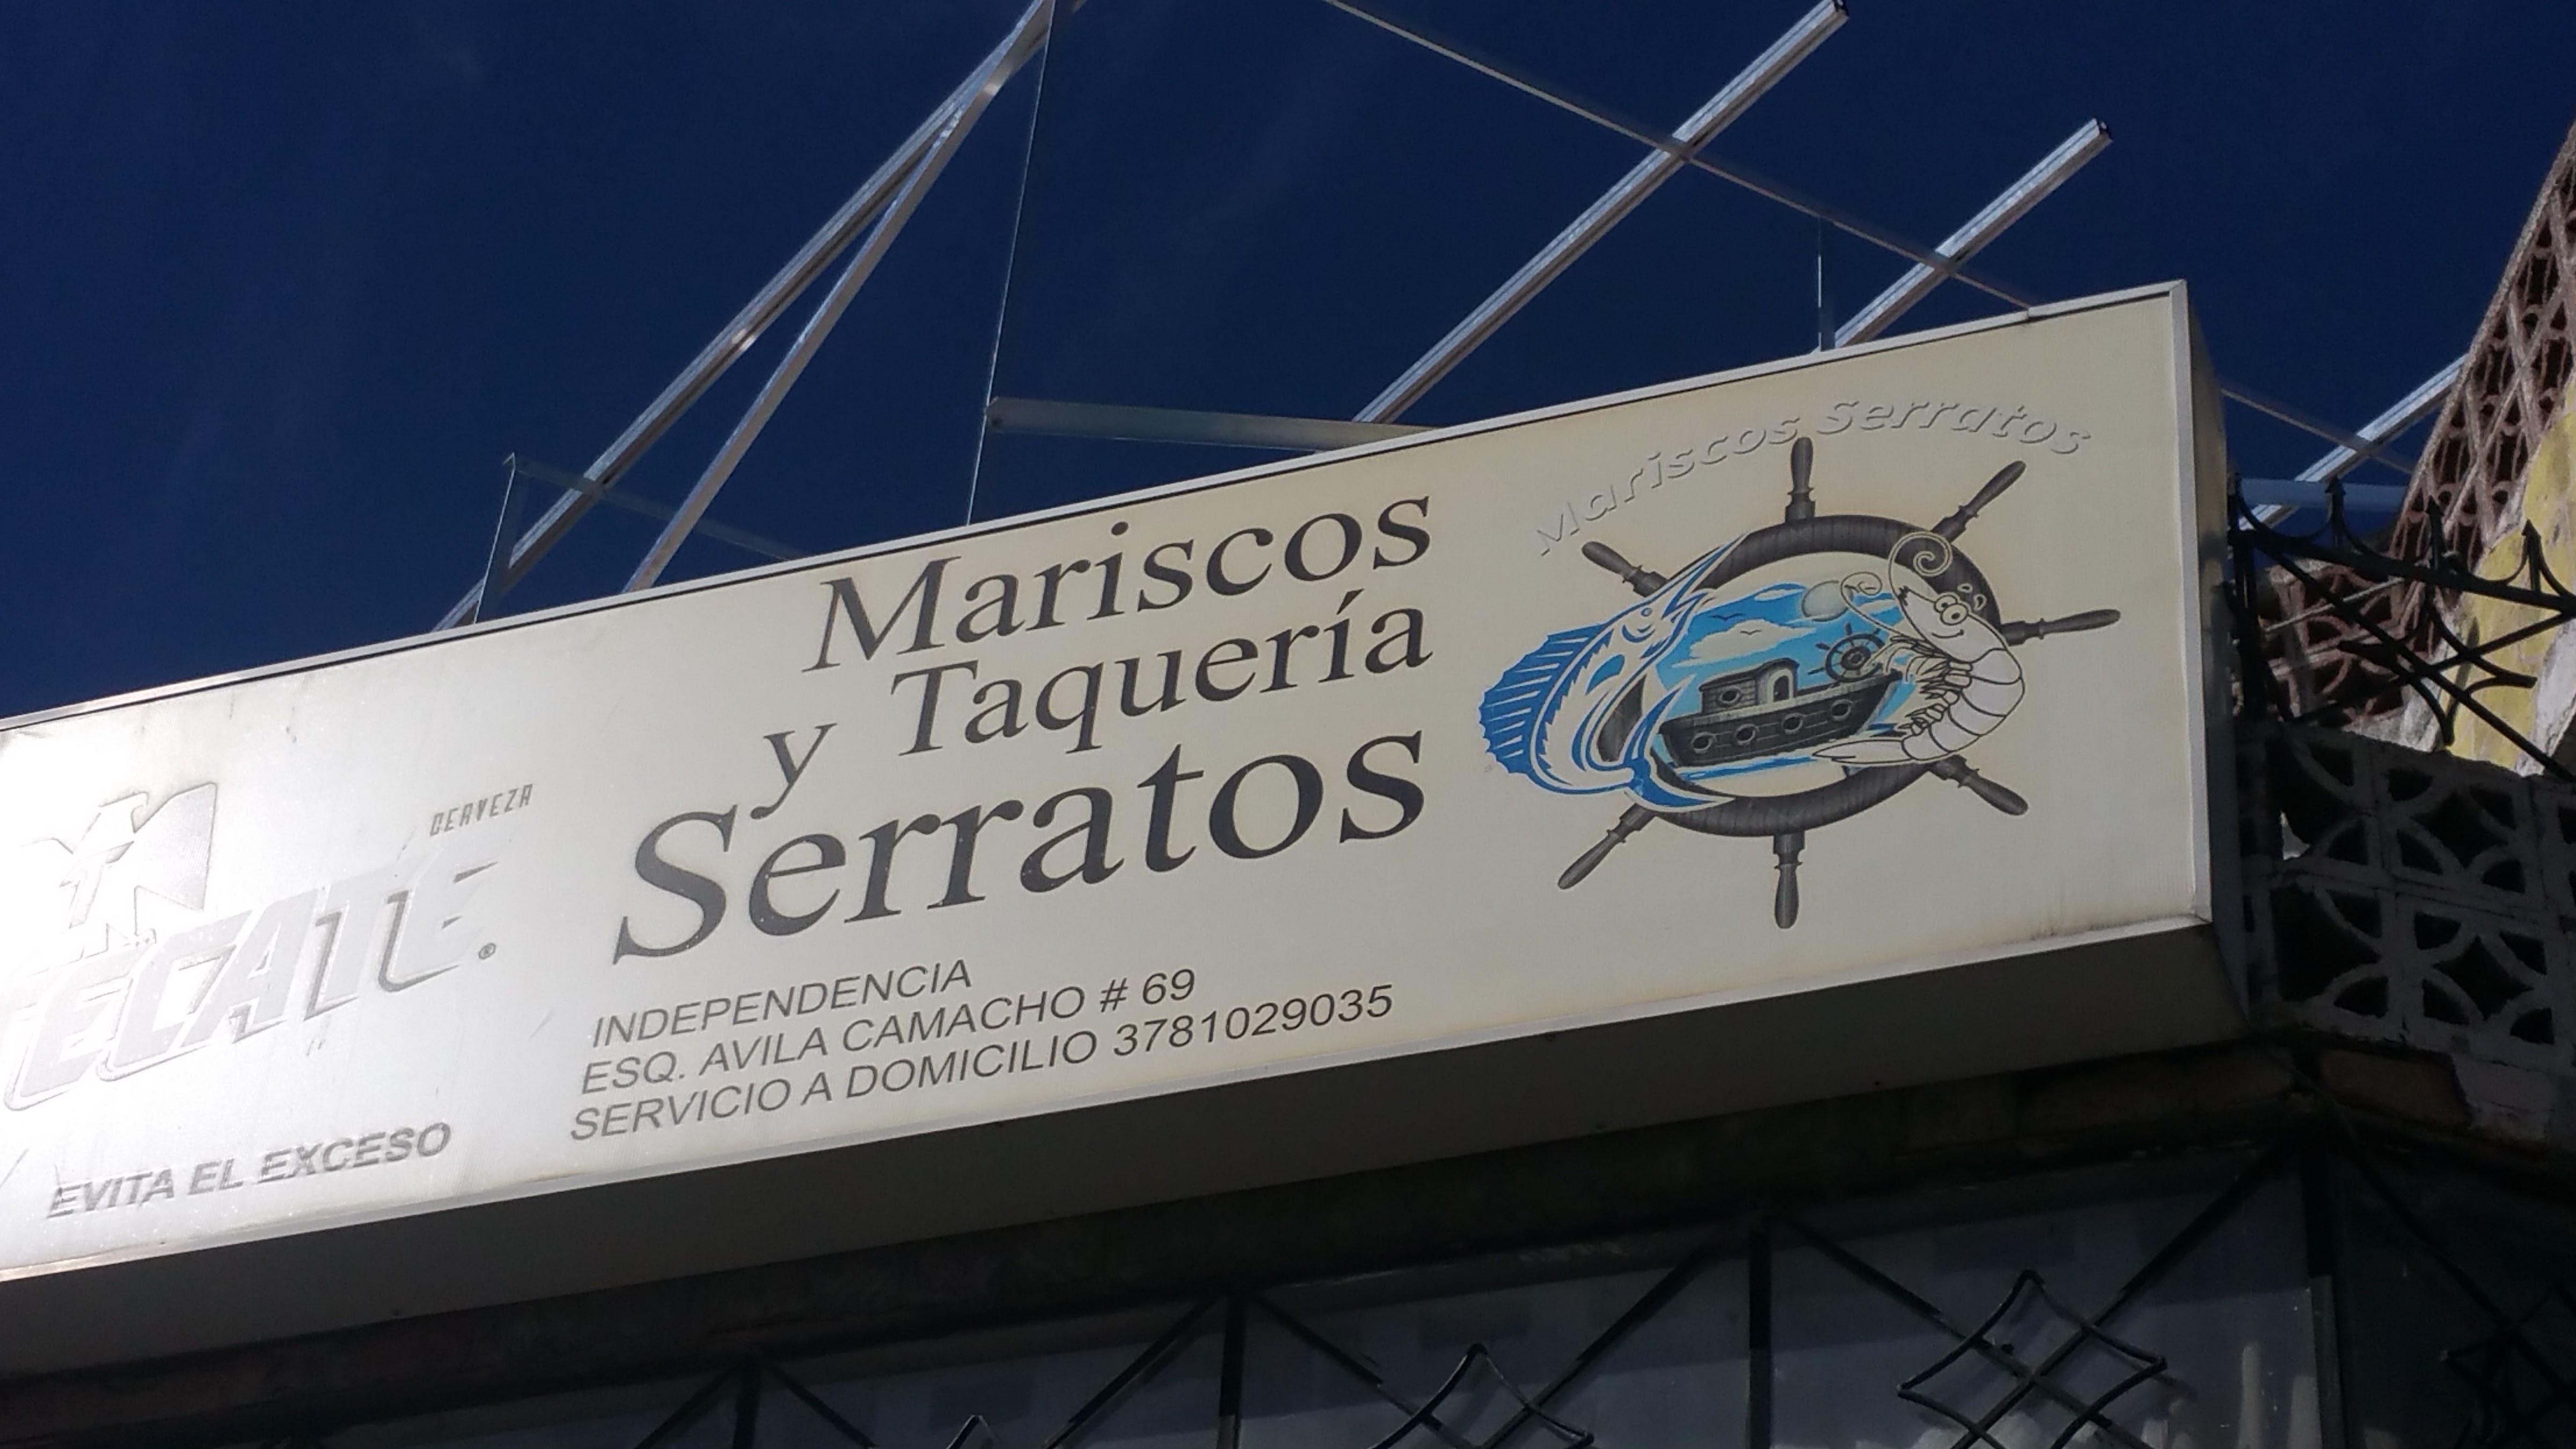 CERVEZA
TECATE®
EVITA EL EXCESO
Mariscos
y Taquería
Serratos
INDEPENDENCIA
ESQ. AVILA CAMACHO # 69
SERVICIO A DOMICILIO 3781029035
Mariscos Serratos